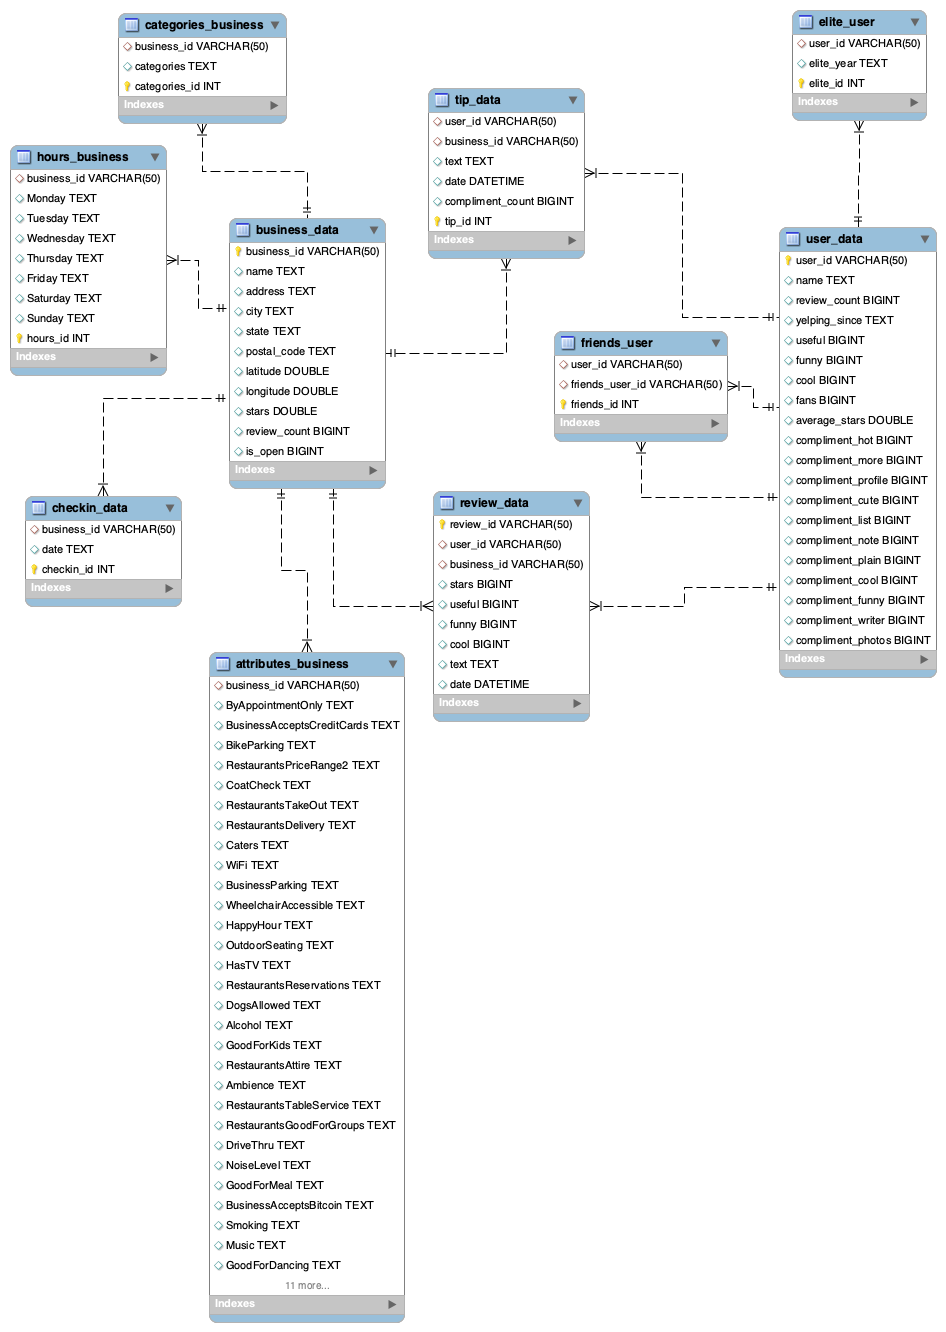 categories_business
business_id VARCHAR(50)
categories TEXT
categories_id INT
Indexes
elite_user
user_id VARCHAR(50)
elite_year TEXT
elite_id INT
Indexes
tip_data
user_id VARCHAR(50)
business_id VARCHAR(50)
text TEXT
date DATETIME
compliment_count BIGINT
tip_id INT
Indexes
hours_business
business_id VARCHAR(50)
Monday TEXT
Tuesday TEXT
Wednesday TEXT
Thursday TEXT
Friday TEXT
Saturday TEXT
Sunday TEXT
hours_id INT
Indexes
business_data
business_id VARCHAR(50)
name TEXT
address TEXT
city TEXT
state TEXT
postal_code TEXT
latitude DOUBLE
longitude DOUBLE
stars DOUBLE
review_count BIGINT
is_open BIGINT
Indexes
user_data
user_id VARCHAR(50)
name TEXT
review_count BIGINT
yelping_since TEXT
useful BIGINT
funny BIGINT
cool BIGINT
fans BIGINT
average_stars DOUBLE
compliment_hot BIGINT
compliment_more BIGINT
compliment_profile BIGINT
compliment_cute BIGINT
compliment_list BIGINT
compliment_note BIGINT
compliment_plain BIGINT
compliment_cool BIGINT
compliment_funny BIGINT
compliment_writer BIGINT
compliment_photos BIGINT
Indexes
friends_user
user_id VARCHAR(50)
friends_user_id VARCHAR(50)
friends_id INT
Indexes
checkin_data
business_id VARCHAR(50)
date TEXT
checkin_id INT
Indexes
review_data
review_id VARCHAR(50)
user_id VARCHAR(50)
business_id VARCHAR(50)
stars BIGINT
useful BIGINT
funny BIGINT
cool BIGINT
text TEXT
date DATETIME
Indexes
attributes_business
business_id VARCHAR(50)
ByAppointmentOnly TEXT
BusinessAcceptsCreditCards TEXT
BikeParking TEXT
RestaurantsPriceRange2 TEXT
CoatCheck TEXT
RestaurantsTakeOut TEXT
RestaurantsDelivery TEXT
Caters TEXT
WiFi TEXT
BusinessParking TEXT
WheelchairAccessible TEXT
HappyHour TEXT
OutdoorSeating TEXT
HasTV TEXT
RestaurantsReservations TEXT
DogsAllowed TEXT
Alcohol TEXT
GoodForKids TEXT
RestaurantsAttire TEXT
Ambience TEXT
RestaurantsTableService TEXT
RestaurantsGoodForGroups TEXT
DriveThru TEXT
NoiseLevel TEXT
GoodForMeal TEXT
BusinessAcceptsBitcoin TEXT
Smoking TEXT
Music TEXT
GoodForDancing TEXT
11 more...
Indexes